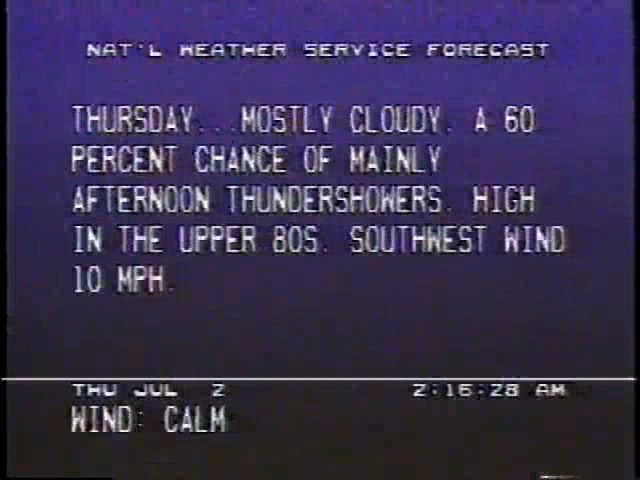 NAT'L WEATHER SERVICE FORECAST
THURSDAY...MOSTLY CLOUDY. A 60
PERCENT CHANCE OF MAINLY
AFTERNOON THUNDERSHOWERS. HIGH
IN THE UPPER 80S. SOUTHWEST WIND
10 MPH.
THU JUL 2 2:16:28 AM
WIND: CALM